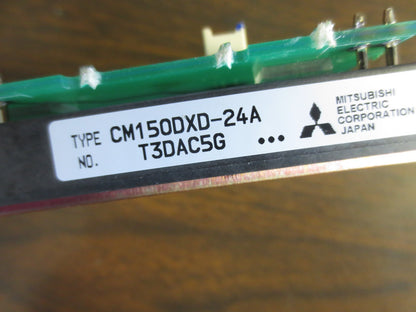 TYPE CM150DXD-24A
NO. T3DAC5G •••
MITSUBISHI
ELECTRIC
CORPORATION
JAPAN